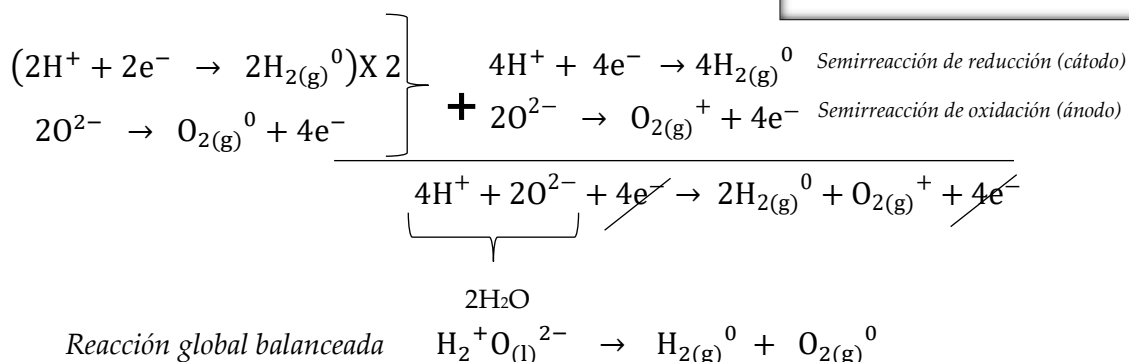 (2H⁺ + 2e⁻ → 2H₂₍g₎⁰)X 2
2O²⁻ → O₂₍g₎⁰ + 4e⁻
+
4H⁺ + 4e⁻ → 4H₂₍g₎⁰ Semirreacción de reducción (cátodo)
2O²⁻ → O₂₍g₎⁺ + 4e⁻ Semirreacción de oxidación (ánodo)
4H⁺ + 2O²⁻ + 4e⁻ → 2H₂₍g₎⁰ + O₂₍g₎⁺ + 4e⁻
2H₂O
Reacción global balanceada H₂⁺O₍l₎²⁻ → H₂₍g₎⁰ + O₂₍g₎⁰